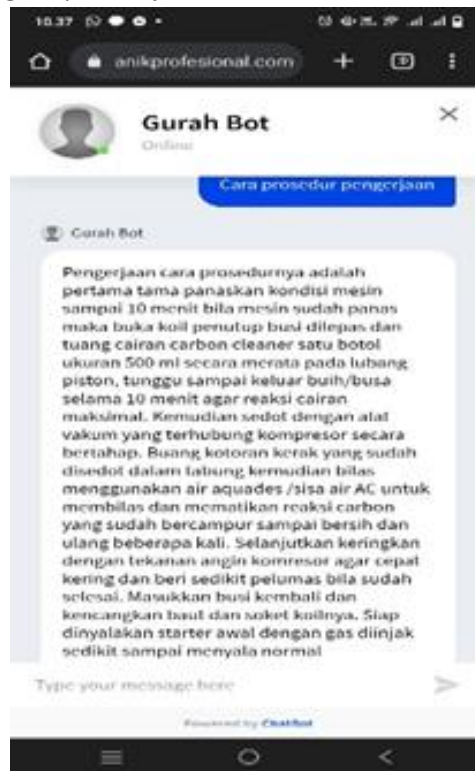 10.37
anikprofesional.com
Gurah Bot
Online
Cara prosedur pengerjaan
Gurah Bot
Pengerjaan cara prosedurnya adalah
pertama tama panaskan kondisi mesin
sampai 10 menit bila mesin sudah panas
maka buka koil penutup busi dilepas dan
tuang cairan carbon cleaner satu botol
ukuran 500 ml secara merata pada lubang
piston, tunggu sampai keluar buih/busa
selama 10 menit agar reaksi cairan
maksimal. Kemudian sedot dengan alat
vakum yang terhubung kompresor secara
bertahap. Buang kotoran kerak yang sudah
disedot dalam tabung kemudian bilas
menggunakan air aquades /sisa air AC untuk
membilas dan mematikan reaksi carbon
yang sudah bercampur sampai bersih dan
ulang beberapa kali. Selanjutkan keringkan
dengan tekanan angin komresor agar cepat
kering dan beri sedikit pelumas bila sudah
selesai. Masukkan busi kembali dan
kencangkan baut dan soket koilnya. Siap
dinyalakan starter awal dengan gas diinjak
sedikit sampai menyala normal
Type your message here
Powered by ChatBot